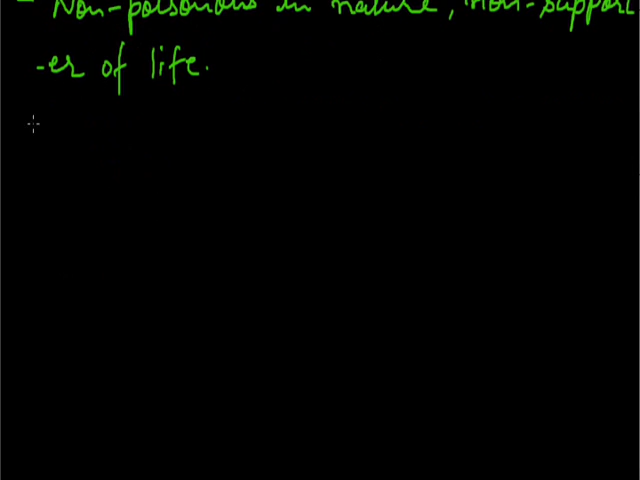 - Non-poisonous in nature, non-support
-er of life.